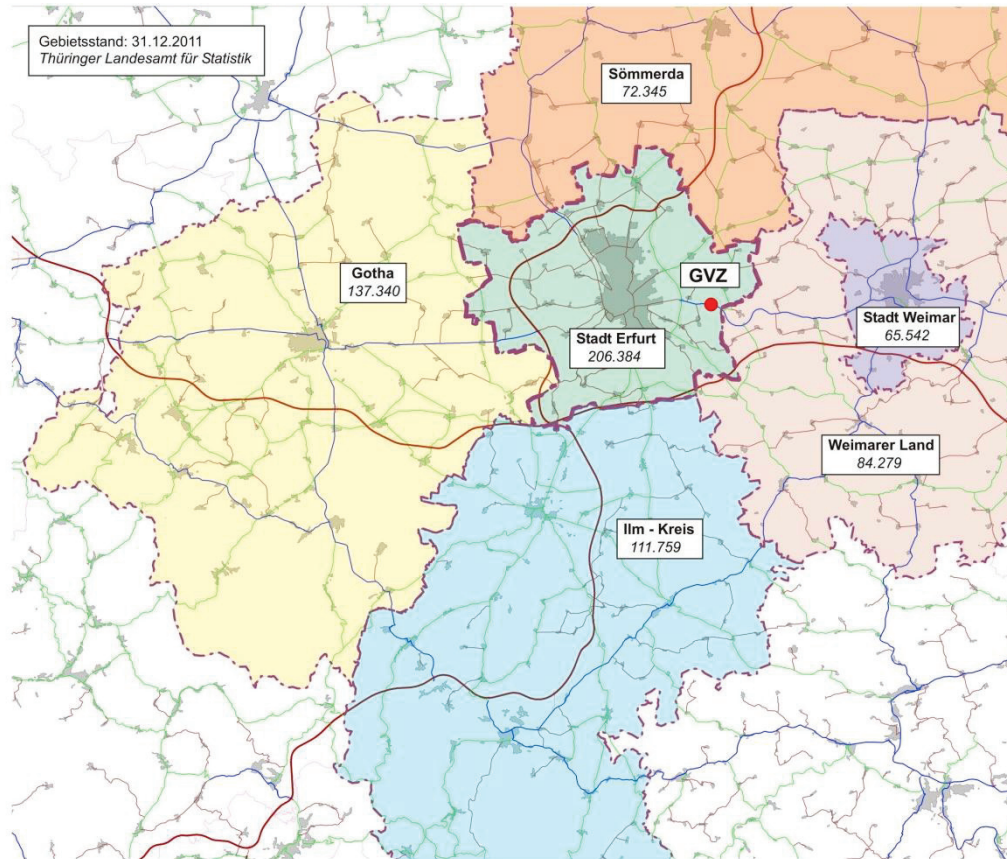 Gebietsstand: 31.12.2011
Thüringer Landesamt für Statistik
Sömmerda
72.345
GVZ
Gotha
137.340
Stadt Weimar
65.542
Stadt Erfurt
206.384
Weimarer Land
84.279
Ilm - Kreis
111.759